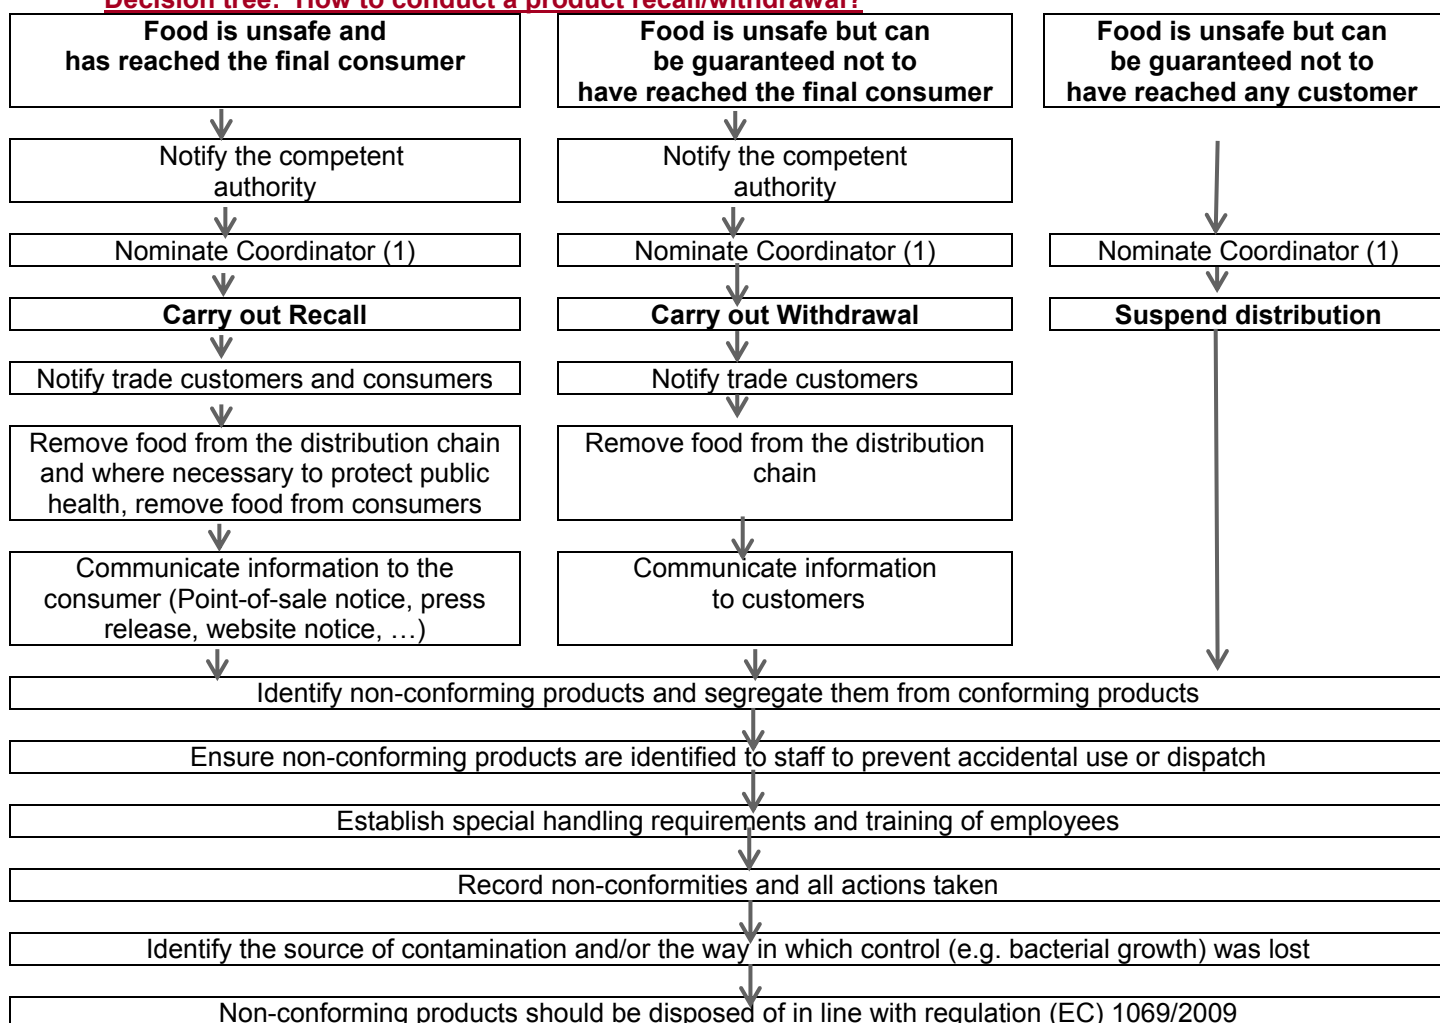 Decision tree: How to conduct a product recall/withdrawal?
Food is unsafe and
has reached the final consumer
Food is unsafe but can
be guaranteed not to
have reached the final consumer
Food is unsafe but can
be guaranteed not to
have reached any customer
Notify the competent
authority
Notify the competent
authority
Nominate Coordinator (1)
Nominate Coordinator (1)
Nominate Coordinator (1)
Carry out Recall
Carry out Withdrawal
Suspend distribution
Notify trade customers and consumers
Notify trade customers
Remove food from the distribution chain
and where necessary to protect public
health, remove food from consumers
Remove food from the distribution
chain
Communicate information to the
consumer (Point-of-sale notice, press
release, website notice, …)
Communicate information
to customers
Identify non-conforming products and segregate them from conforming products
Ensure non-conforming products are identified to staff to prevent accidental use or dispatch
Establish special handling requirements and training of employees
Record non-conformities and all actions taken
Identify the source of contamination and/or the way in which control (e.g. bacterial growth) was lost
Non-conforming products should be disposed of in line with regulation (EC) 1069/2009